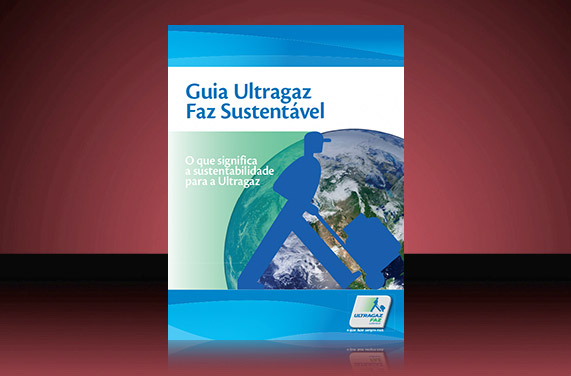 Guia Ultragaz
Faz Sustentável
O que significa
a sustentabilidade
para a Ultragaz
ULTRAGAZ
FAZ